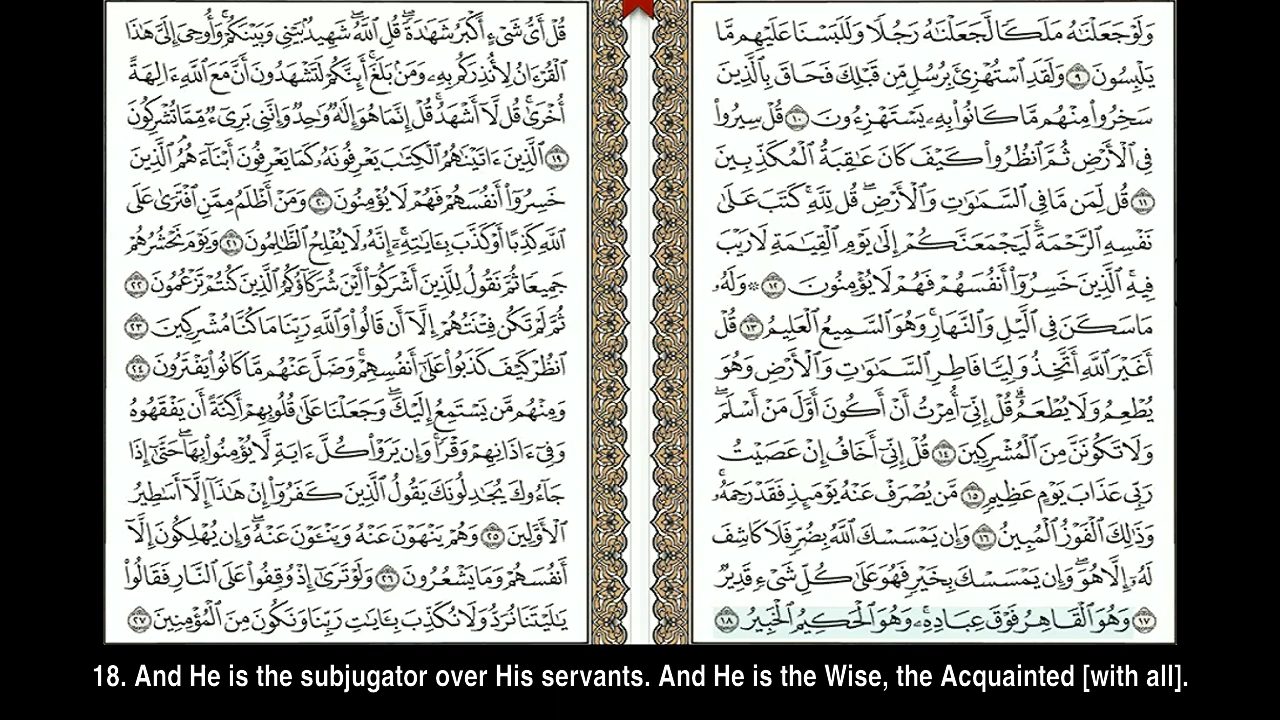 وَلَوْ جَعَلْنَـٰهُ مَلَكًا لَّجَعَلْنَـٰهُ رَجُلًا وَلَلَبَسْنَا عَلَيْهِم مَّا
يَلْبِسُونَ ٩ وَلَقَدِ ٱسْتُهْزِئَ بِرُسُلٍ مِّن قَبْلِكَ فَحَاقَ بِٱلَّذِينَ
سَخِرُوا۟ مِنْهُم مَّا كَانُوا۟ بِهِۦ يَسْتَهْزِءُونَ ١٠ قُلْ سِيرُوا۟
فِى ٱلْأَرْضِ ثُمَّ ٱنظُرُوا۟ كَيْفَ كَانَ عَـٰقِبَةُ ٱلْمُكَذِّبِينَ
١١ قُل لِّمَن مَّا فِى ٱلسَّمَـٰوَٰتِ وَٱلْأَرْضِ ۖ قُل لِّلَّهِ ۚ كَتَبَ عَلَىٰ
نَفْسِهِ ٱلرَّحْمَةَ ۚ لَيَجْمَعَنَّكُمْ إِلَىٰ يَوْمِ ٱلْقِيَـٰمَةِ لَا رَيْبَ
فِيهِ ۚ ٱلَّذِينَ خَسِرُوٓا۟ أَنفُسَهُمْ فَهُمْ لَا يُؤْمِنُونَ ١٢ ۞ وَلَهُۥ
مَا سَكَنَ فِى ٱلَّيْلِ وَٱلنَّهَارِ ۚ وَهُوَ ٱلسَّمِيعُ ٱلْعَلِيمُ ١٣ قُلْ
أَغَيْرَ ٱللَّهِ أَتَّخِذُ وَلِيًّا فَاطِرِ ٱلسَّمَـٰوَٰتِ وَٱلْأَرْضِ وَهُوَ
يُطْعِمُ وَلَا يُطْعَمُ ۗ قُلْ إِنِّىٓ أُمِرْتُ أَنْ أَكُونَ أَوَّلَ مَنْ أَسْلَمَ ۖ
وَلَا تَكُونَنَّ مِنَ ٱلْمُشْرِكِينَ ١٤ قُلْ إِنِّىٓ أَخَافُ إِنْ عَصَيْتُ
رَبِّى عَذَابَ يَوْمٍ عَظِيمٍ ١٥ مَّن يُصْرَفْ عَنْهُ يَوْمَئِذٍ فَقَدْ رَحِمَهُۥ ۚ
وَذَٰلِكَ ٱلْفَوْزُ ٱلْمُبِينُ ١٦ وَإِن يَمْسَسْكَ ٱللَّهُ بِضُرٍّ فَلَا كَاشِفَ
لَهُۥٓ إِلَّا هُوَ ۖ وَإِن يَمْسَسْكَ بِخَيْرٍ فَهُوَ عَلَىٰ كُلِّ شَىْءٍ قَدِيرٌ
١٧ وَهُوَ ٱلْقَاهِرُ فَوْقَ عِبَادِهِۦ ۚ وَهُوَ ٱلْحَكِيمُ ٱلْخَبِيرُ ١٨
قُلْ أَىُّ شَىْءٍ أَكْبَرُ شَهَـٰدَةً ۖ قُلِ ٱللَّهُ ۖ شَهِيدٌۢ بَيْنِى وَبَيْنَكُمْ ۚ وَأُوحِىَ إِلَىَّ هَـٰذَا
ٱلْقُرْءَانُ لِأُنذِرَكُم بِهِۦ وَمَنۢ بَلَغَ ۚ أَئِنَّكُمْ لَتَشْهَدُونَ أَنَّ مَعَ ٱللَّهِ ءَالِهَةً
أُخْرَىٰ ۚ قُل لَّآ أَشْهَدُ ۚ قُلْ إِنَّمَا هُوَ إِلَـٰهٌ وَٰحِدٌ وَإِنَّنِى بَرِىٓءٌ مِّمَّا تُشْرِكُونَ
١٩ ٱلَّذِينَ ءَاتَيْنَـٰهُمُ ٱلْكِتَـٰبَ يَعْرِفُونَهُۥ كَمَا يَعْرِفُونَ أَبْنَآءَهُمُ ۘ ٱلَّذِينَ
خَسِرُوٓا۟ أَنفُسَهُمْ فَهُمْ لَا يُؤْمِنُونَ ٢٠ وَمَنْ أَظْلَمُ مِمَّنِ ٱفْتَرَىٰ عَلَى
ٱللَّهِ كَذِبًا أَوْ كَذَّبَ بِـَٔايَـٰتِهِۦٓ ۗ إِنَّهُۥ لَا يُفْلِحُ ٱلظَّـٰلِمُونَ ٢١ وَيَوْمَ نَحْشُرُهُمْ
جَمِيعًا ثُمَّ نَقُولُ لِلَّذِينَ أَشْرَكُوٓا۟ أَيْنَ شُرَكَآؤُكُمُ ٱلَّذِينَ كُنتُمْ تَزْعُمُونَ ٢٢
ثُمَّ لَمْ تَكُن فِتْنَتُهُمْ إِلَّآ أَن قَالُوا۟ وَٱللَّهِ رَبِّنَا مَا كُنَّا مُشْرِكِينَ ٢٣
ٱنظُرْ كَيْفَ كَذَبُوا۟ عَلَىٰٓ أَنفُسِهِمْ ۚ وَضَلَّ عَنْهُم مَّا كَانُوا۟ يَفْتَرُونَ ٢٤
وَمِنْهُم مَّن يَسْتَمِعُ إِلَيْكَ ۖ وَجَعَلْنَا عَلَىٰ قُلُوبِهِمْ أَكِنَّةً أَن يَفْقَهُوهُ
وَفِىٓ ءَاذَانِهِمْ وَقْرًا ۚ وَإِن يَرَوْا۟ كُلَّ ءَايَةٍ لَّا يُؤْمِنُوا۟ بِهَا ۚ حَتَّىٰٓ إِذَا
جَآءُوكَ يُجَـٰدِلُونَكَ يَقُولُ ٱلَّذِينَ كَفَرُوٓا۟ إِنْ هَـٰذَآ إِلَّآ أَسَـٰطِيرُ
ٱلْأَوَّلِينَ ٢٥ وَهُمْ يَنْهَوْنَ عَنْهُ وَيَنْـَٔوْنَ عَنْهُ ۖ وَإِن يُهْلِكُونَ إِلَّآ
أَنفُسَهُمْ وَمَا يَشْعُرُونَ ٢٦ وَلَوْ تَرَىٰٓ إِذْ وُقِفُوا۟ عَلَى ٱلنَّارِ فَقَالُوا۟
يَـٰلَيْتَنَا نُرَدُّ وَلَا نُكَذِّبَ بِـَٔايَـٰتِ رَبِّنَا وَنَكُونَ مِنَ ٱلْمُؤْمِنِينَ ٢٧
18. And He is the subjugator over His servants. And He is the Wise, the Acquainted [with all].